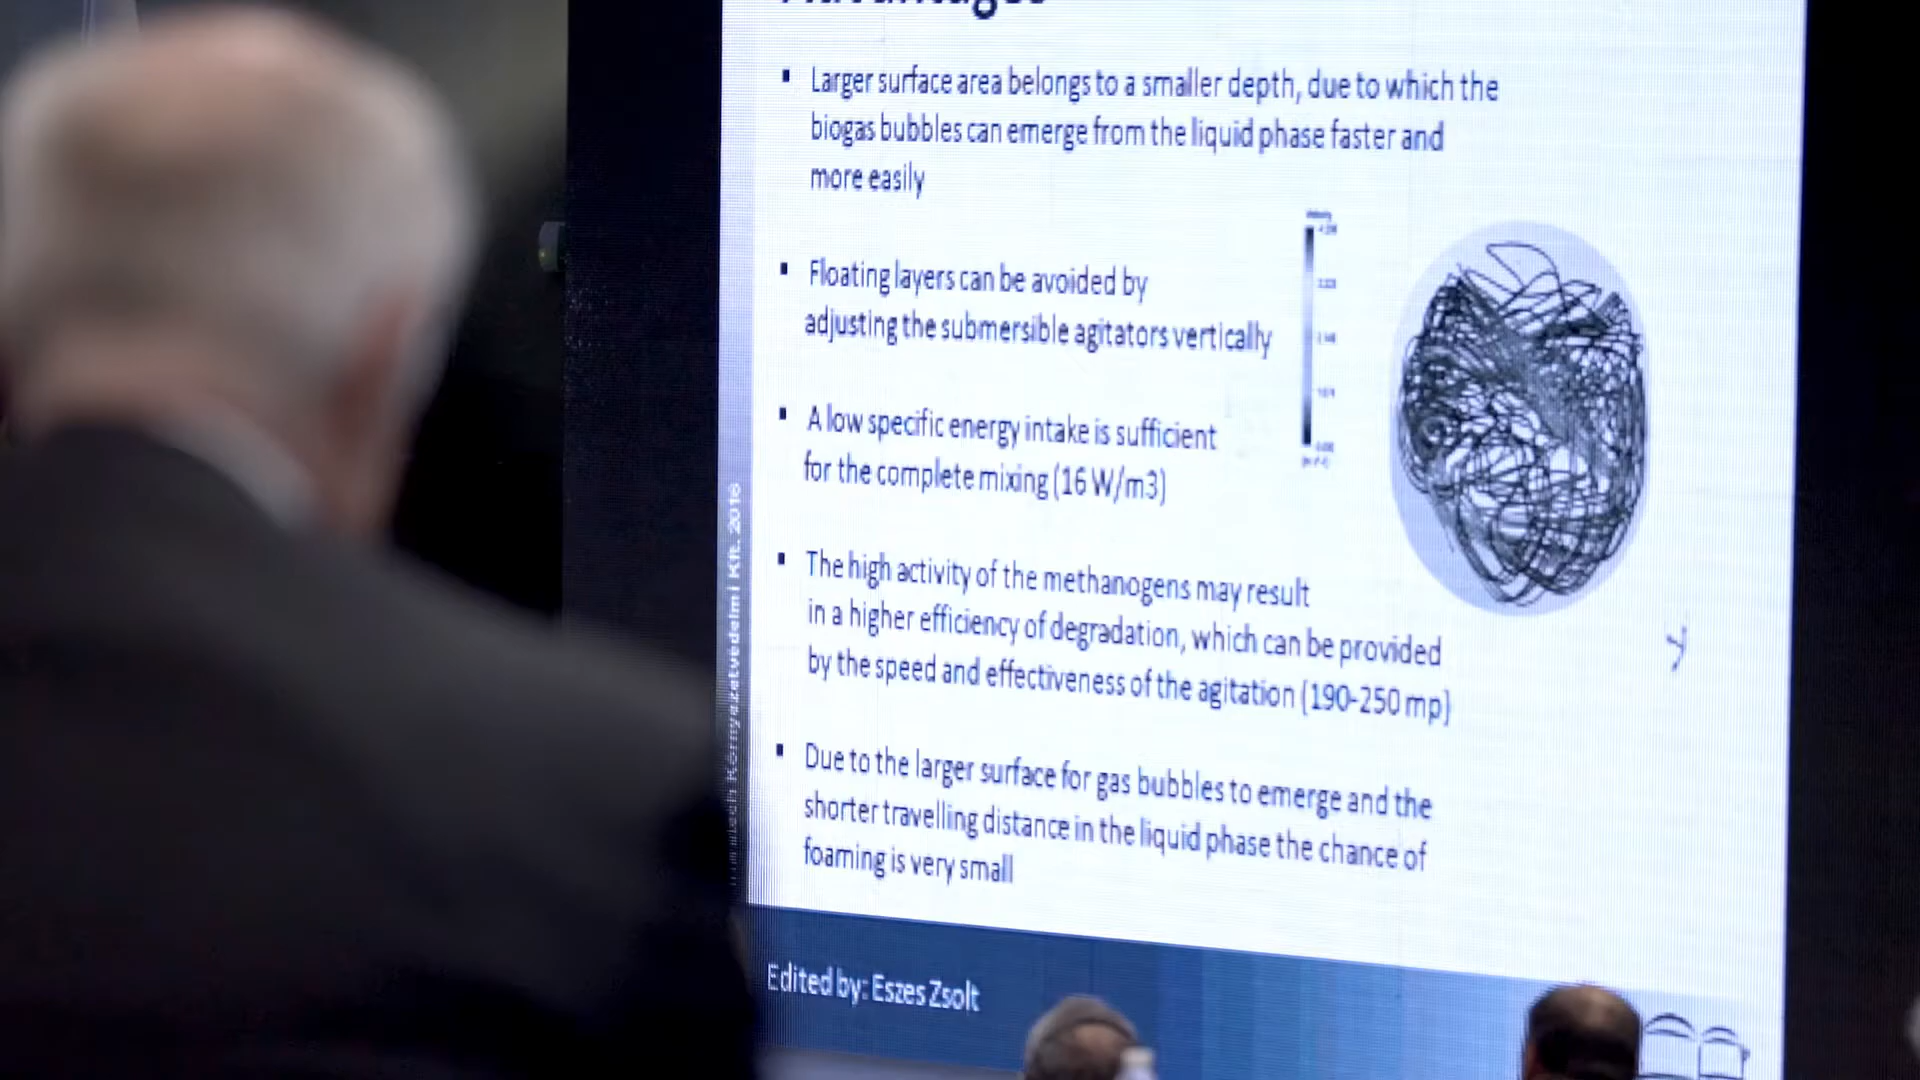 Advantages
Larger surface area belongs to a smaller depth, due to which the
biogas bubbles can emerge from the liquid phase faster and
more easily
Floating layers can be avoided by
adjusting the submersible agitators vertically
A low specific energy intake is sufficient
for the complete mixing (16 W/m3)
The high activity of the methanogens may result
in a higher efficiency of degradation, which can be provided
by the speed and effectiveness of the agitation (190-250 mp)
Due to the larger surface for gas bubbles to emerge and the
shorter travelling distance in the liquid phase the chance of
foaming is very small
Környezetvédelmi Kft. 2016
Edited by: Eszes Zsolt